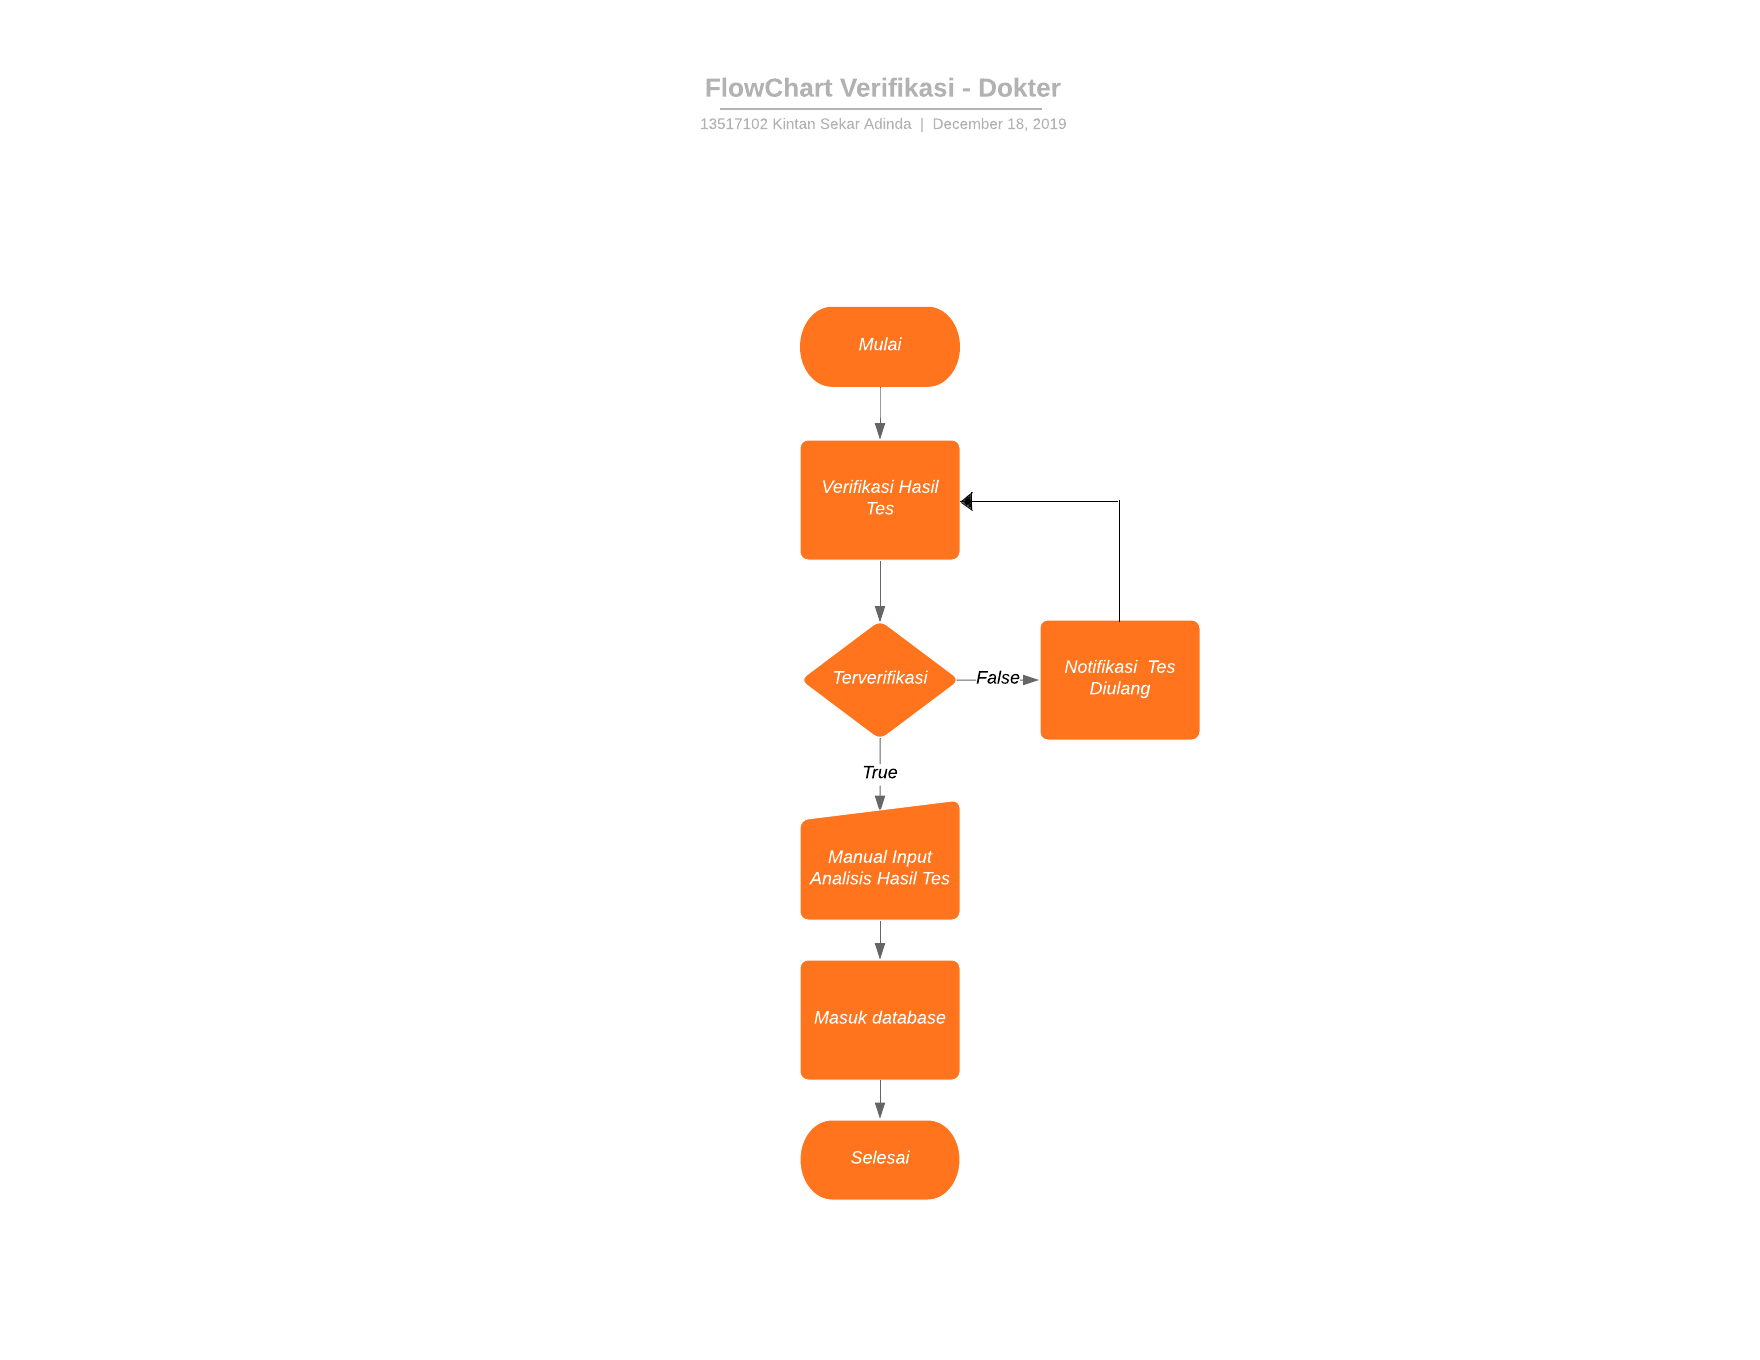 FlowChart Verifikasi - Dokter
13517102 Kintan Sekar Adinda | December 18, 2019
Mulai
Verifikasi Hasil
Tes
Terverifikasi
False
Notifikasi Tes
Diulang
True
Manual Input
Analisis Hasil Tes
Masuk database
Selesai